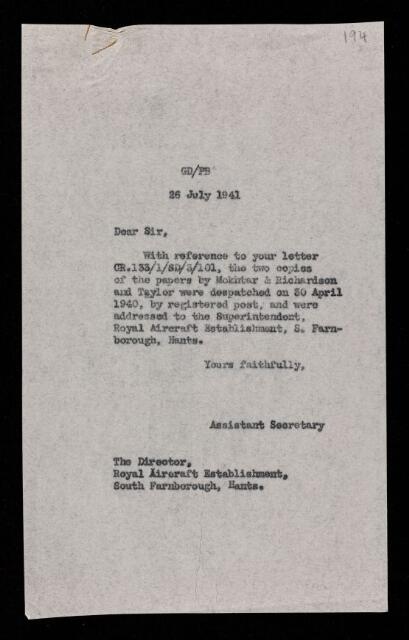 194
GD/PB
26 July 1941
Dear Sir,
With reference to your letter
CR.133/1/SD/3/101, the two copies
of the papers by Mokhtar & Richardson
and Taylor were despatched on 30 April
1940, by registered post, and were
addressed to the Superintendent,
Royal Aircraft Establishment, S. Farn-
borough, Hants.
Yours faithfully,
Assistant Secretary
The Director,
Royal Aircraft Establishment,
South Farnborough, Hants.